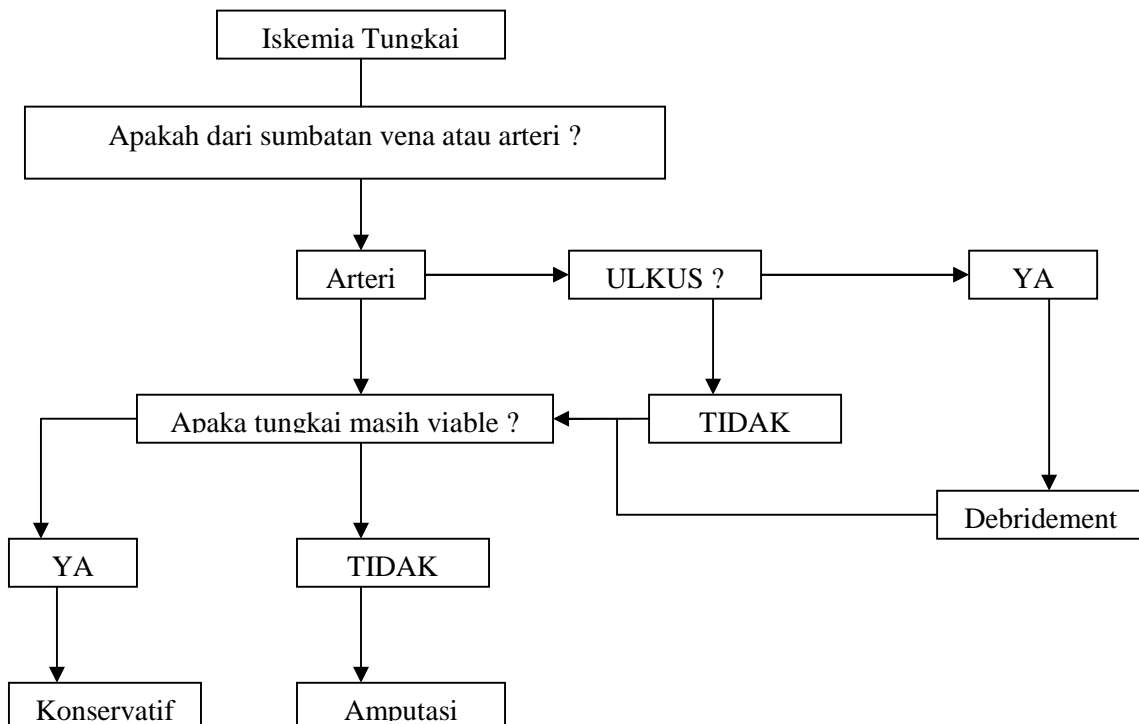 Iskemia Tungkai
Apakah dari sumbatan vena atau arteri ?
Arteri
ULKUS ?
YA
Apaka tungkai masih viable ?
TIDAK
Debridement
YA
TIDAK
Konservatif
Amputasi